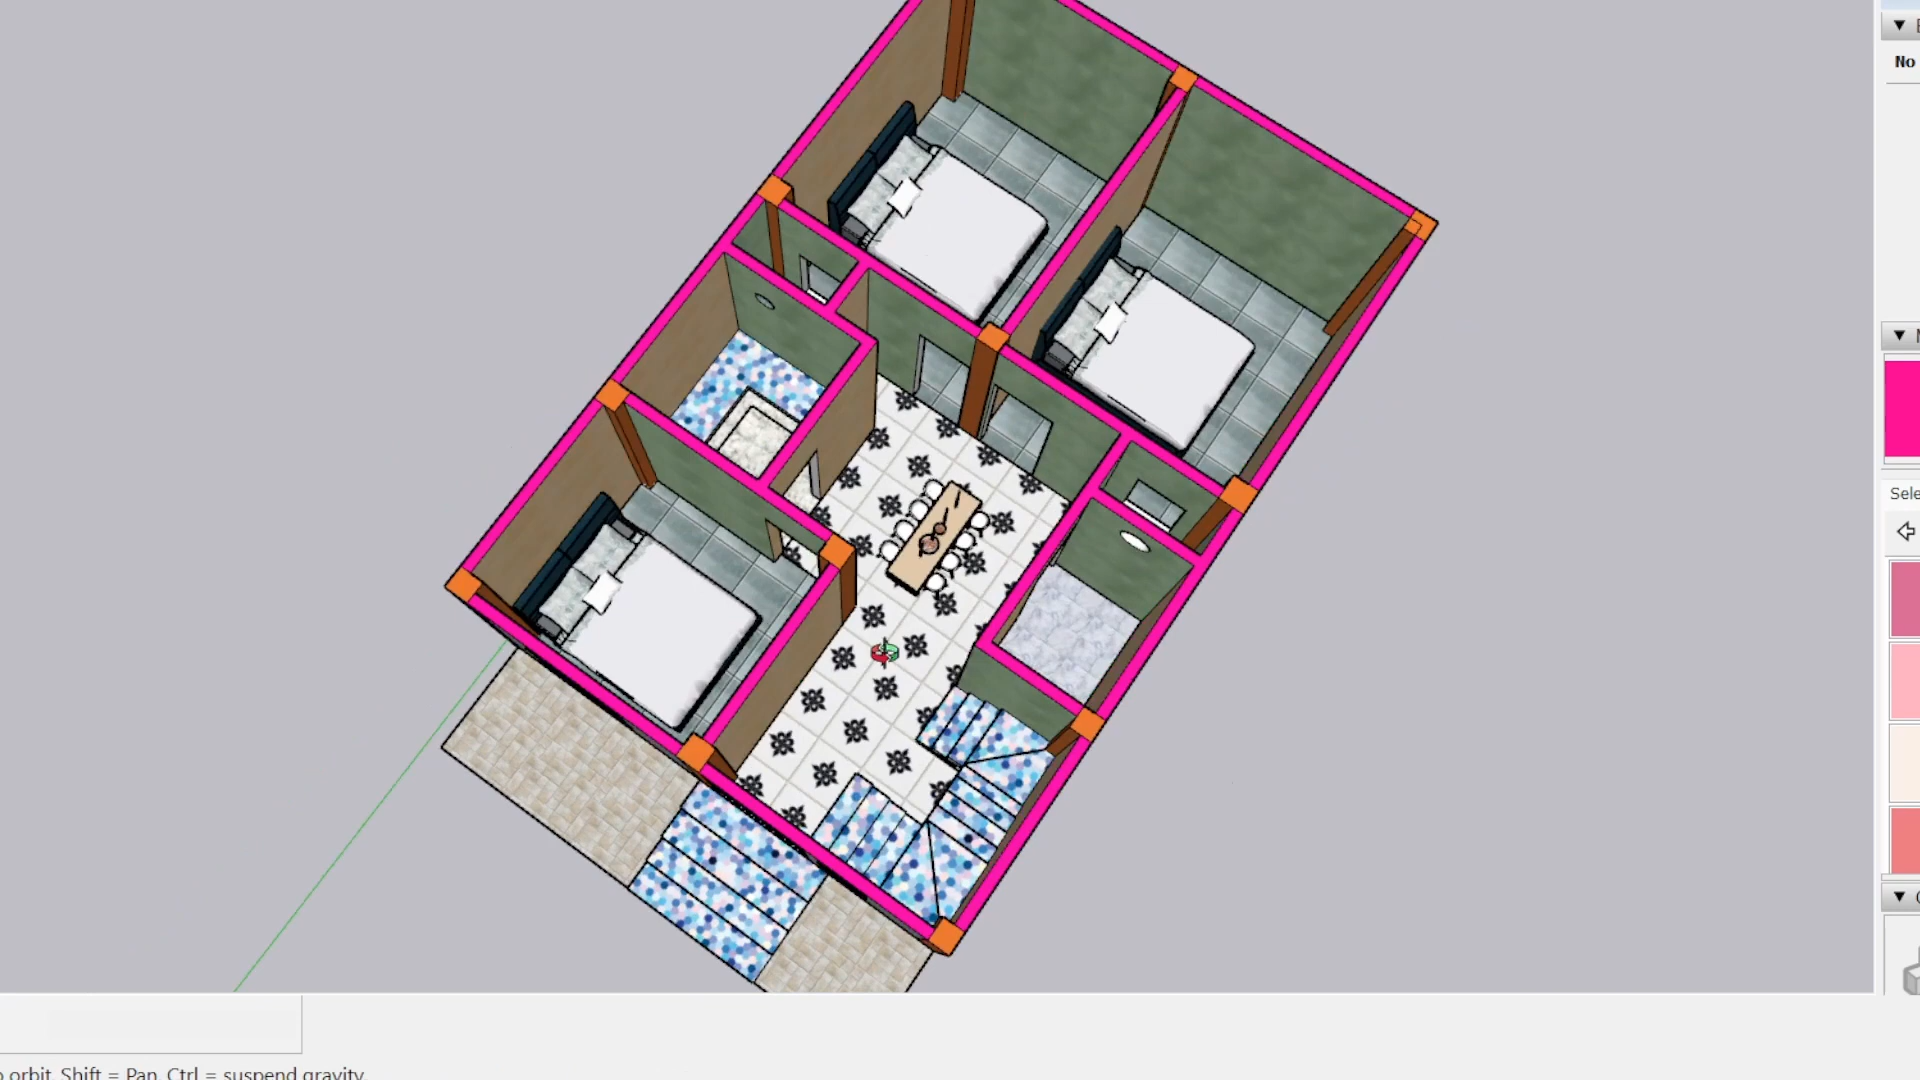 No
Sele
o orbit. Shift = Pan, Ctrl = suspend gravity.